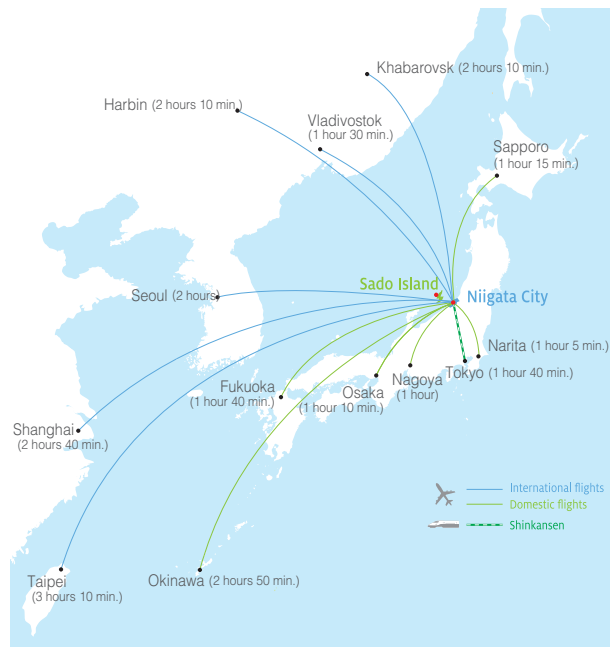 Khabarovsk (2 hours 10 min.)
Harbin (2 hours 10 min.)
Vladivostok
(1 hour 30 min.)
Sapporo
(1 hour 15 min.)
Sado Island
Niigata City
Seoul (2 hours)
Narita (1 hour 5 min.)
Tokyo (1 hour 40 min.)
Nagoya
(1 hour)
Osaka
(1 hour 10 min.)
Fukuoka
(1 hour 40 min.)
Shanghai
(2 hours 40 min.)
International flights
Domestic flights
Shinkansen
Taipei
(3 hours 10 min.)
Okinawa (2 hours 50 min.)